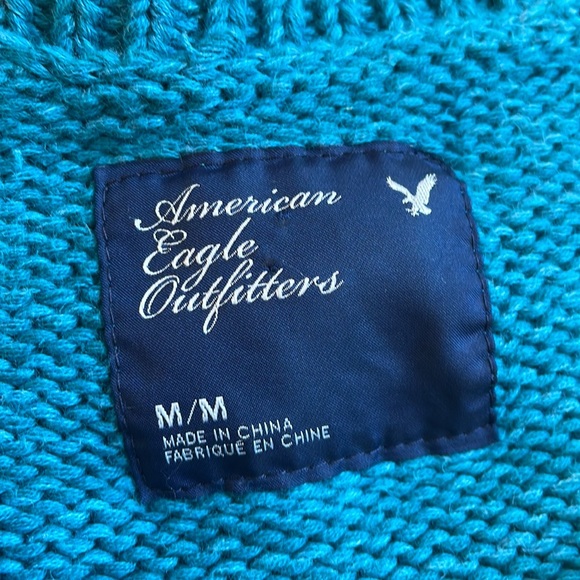 American
Eagle
Outfitters
M/M
MADE IN CHINA
FABRIQUÉ EN CHINE